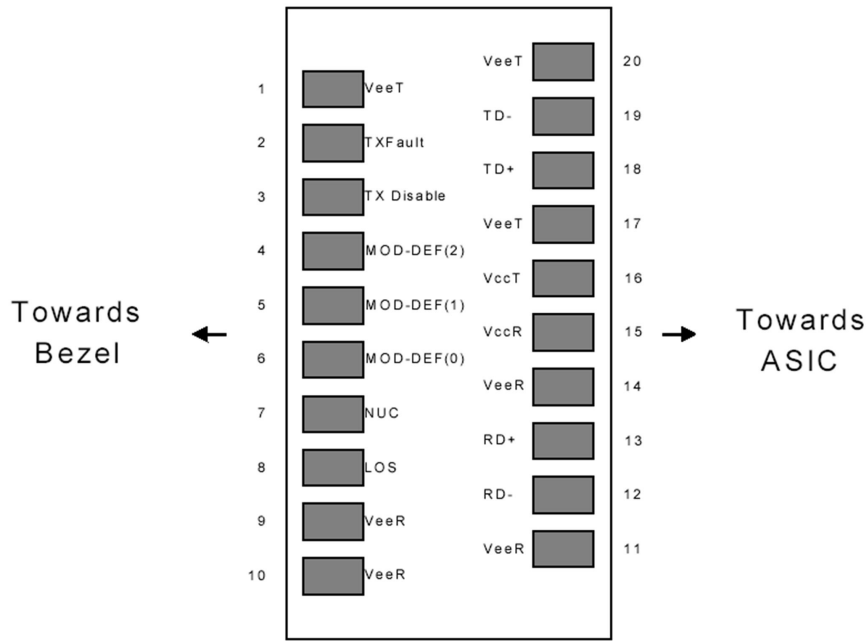 VeeT 20
1 VeeT
TD- 19
2 TXFault
TD+ 18
3 TX Disable
VeeT 17
4 MOD-DEF(2)
VccT 16
5 MOD-DEF(1)
VccR 15
6 MOD-DEF(0)
VeeR 14
7 NUC
RD+ 13
8 LOS
RD- 12
9 VeeR
VeeR 11
10 VeeR
Towards
Bezel
Towards
ASIC